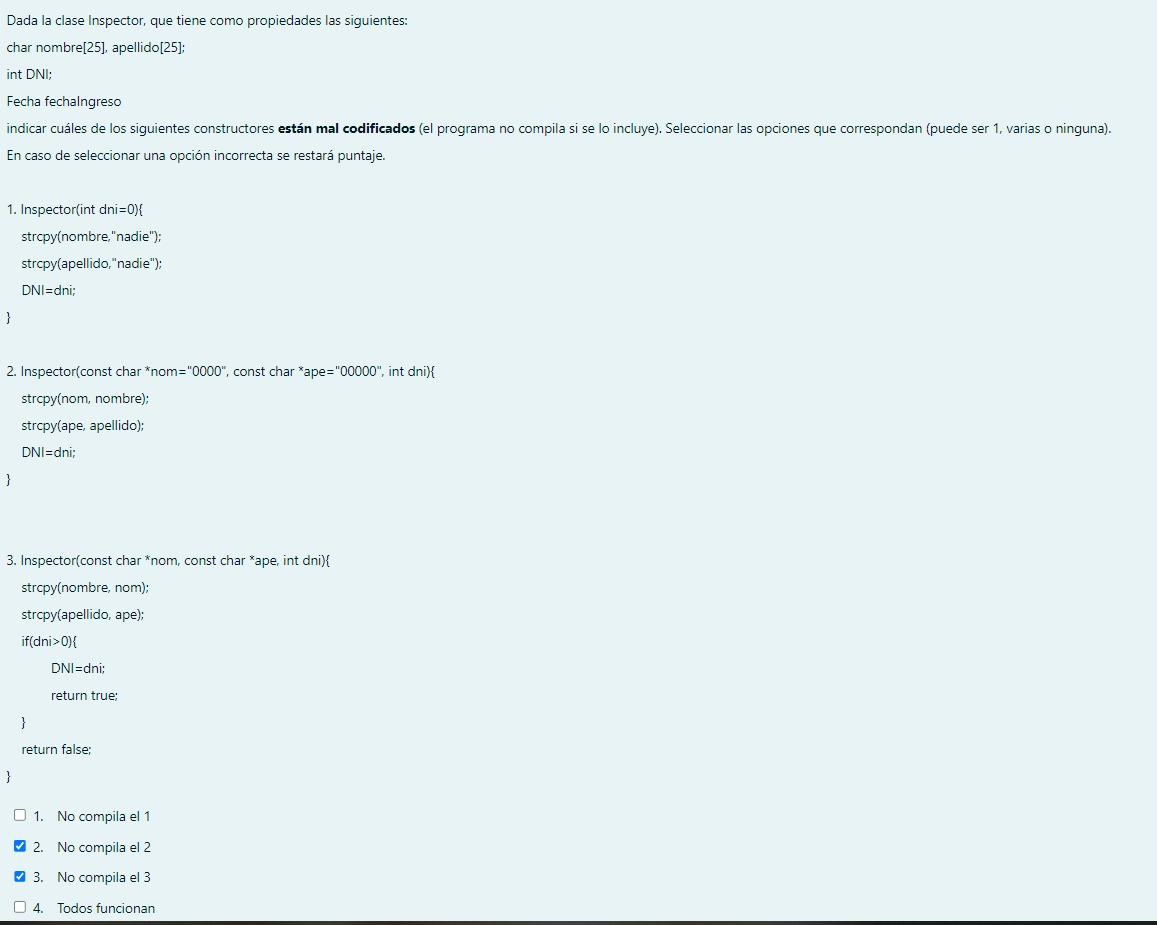 Dada la clase Inspector, que tiene como propiedades las siguientes:
char nombre[25], apellido[25];
int DNI;
Fecha fechaIngreso
indicar cuáles de los siguientes constructores están mal codificados (el programa no compila si se lo incluye). Seleccionar las opciones que correspondan (puede ser 1, varias o ninguna).
En caso de seleccionar una opción incorrecta se restará puntaje.
1. Inspector(int dni=0){
strcpy(nombre,"nadie");
strcpy(apellido,"nadie");
DNI=dni;
}
2. Inspector(const char *nom="0000", const char *ape="00000", int dni){
strcpy(nom, nombre);
strcpy(ape, apellido);
DNI=dni;
}
3. Inspector(const char *nom, const char *ape, int dni){
strcpy(nombre, nom);
strcpy(apellido, ape);
if(dni>0){
DNI=dni;
return true;
}
return false;
}
1. No compila el 1
2. No compila el 2
3. No compila el 3
4. Todos funcionan